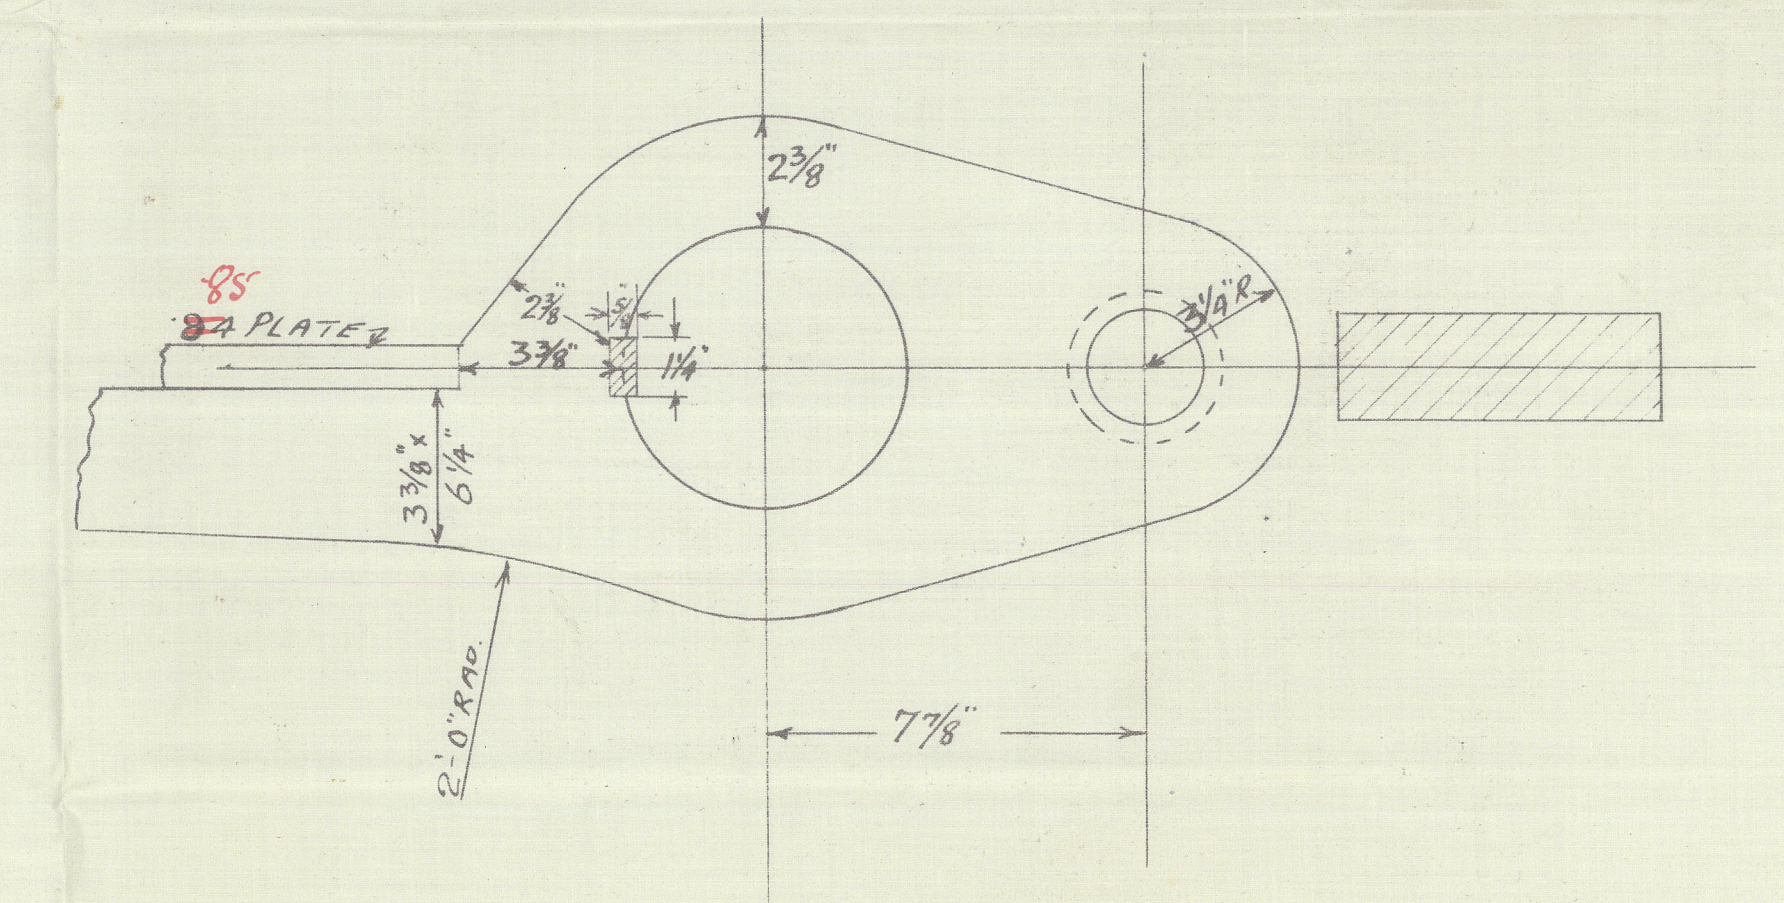 2 3/8"
85
84 PLATE
2 3/8"
5/8"
3 3/8"
1 1/4"
3 1/4" R
3 3/8" x
6 1/4"
2'-0" RAD.
7 7/8"